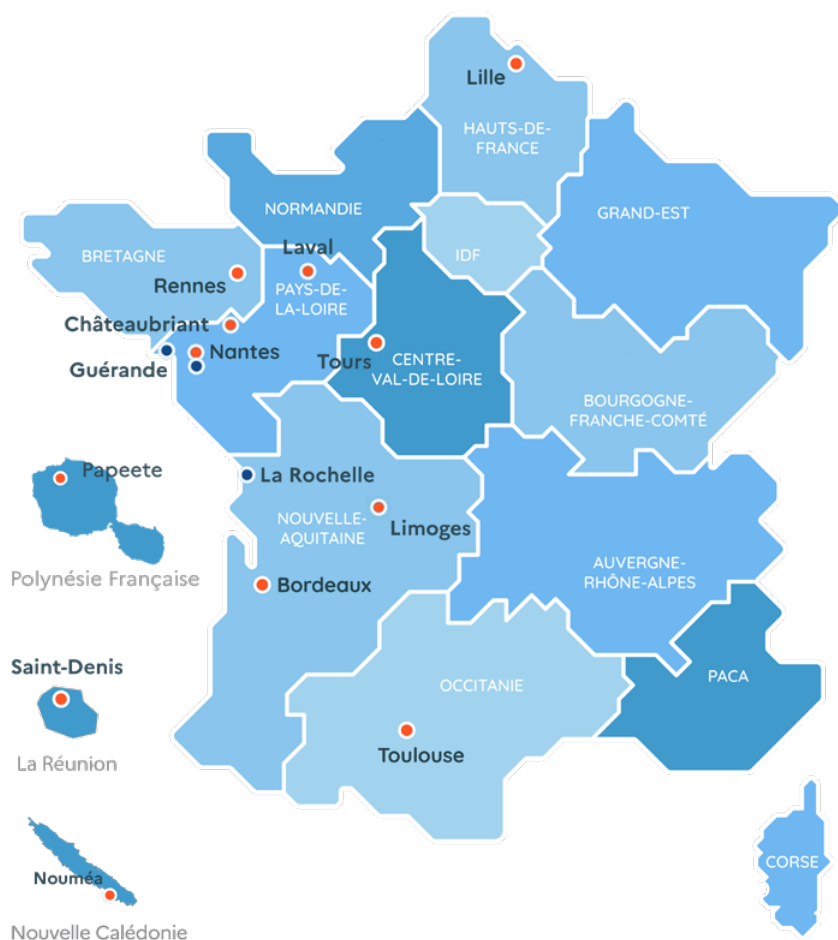 Lille
HAUTS-DE-
FRANCE
NORMANDIE
GRAND-EST
BRETAGNE
Laval
IDF
Rennes
PAYS-DE-
LA-LOIRE
Châteaubriant
Nantes
Guérande
Tours
CENTRE-
VAL-DE-LOIRE
BOURGOGNE-
FRANCHE-COMTÉ
Papeete
La Rochelle
NOUVELLE-
AQUITAINE
Limoges
Polynésie Française
Bordeaux
AUVERGNE-
RHÔNE-ALPES
Saint-Denis
OCCITANIE
PACA
La Réunion
Toulouse
CORSE
Nouméa
Nouvelle Calédonie